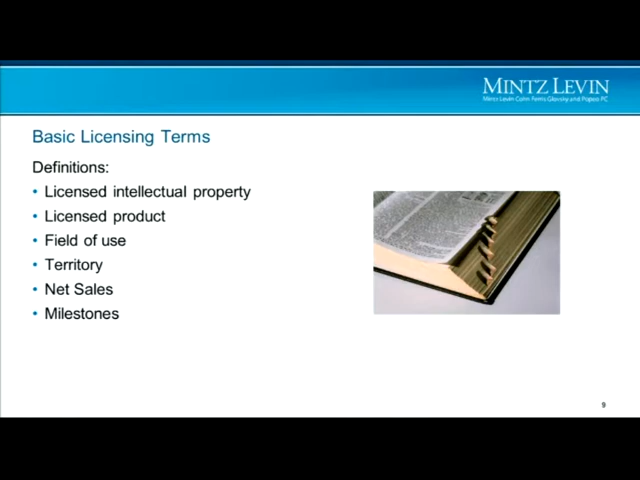 MINTZ LEVIN
Mintz Levin Cohn Ferris Glovsky and Popeo PC
Basic Licensing Terms
Definitions:
• Licensed intellectual property
• Licensed product
• Field of use
• Territory
• Net Sales
• Milestones
9